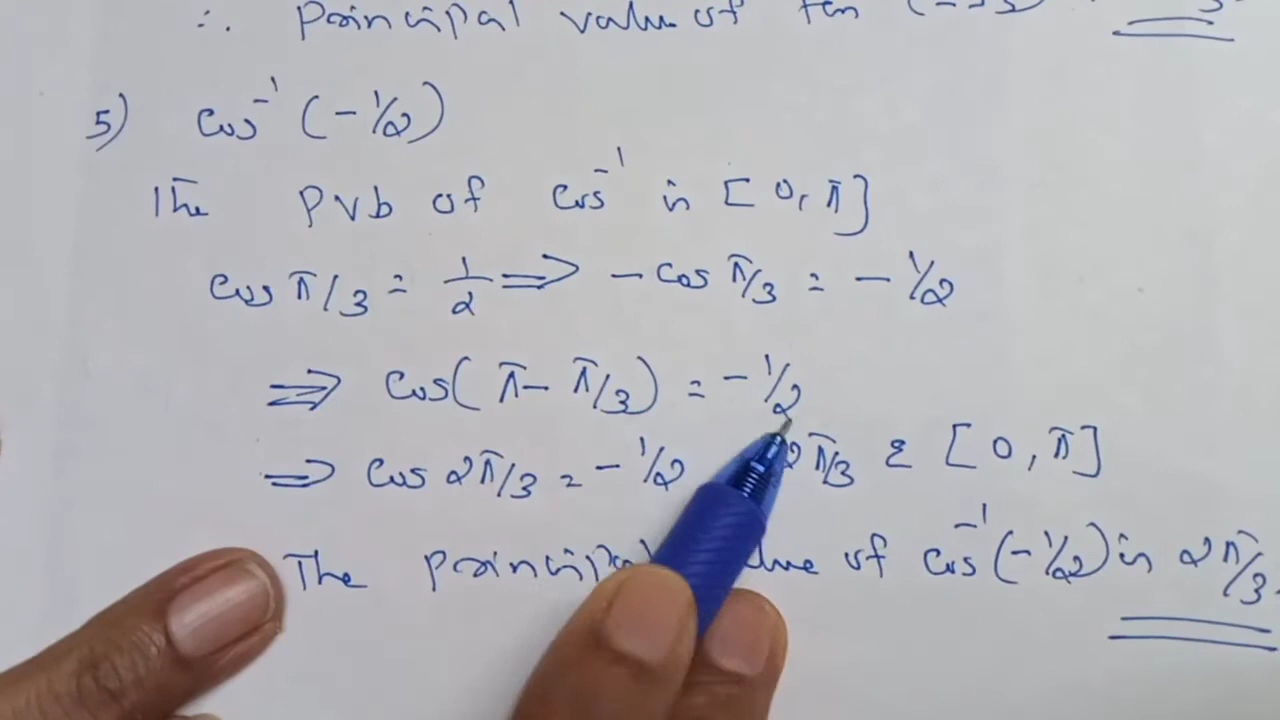 ∴ principal value of tan
5) cos⁻¹(-1/2)
The pvb of cos⁻¹ is [0, π]
cos π/3 = 1/2 ⇒ -cos π/3 = -1/2
⇒ cos(π - π/3) = -1/2
⇒ cos 2π/3 = -1/2 2π/3 ε [0, π]
The principal value of cos⁻¹(-1/2) is 2π/3.